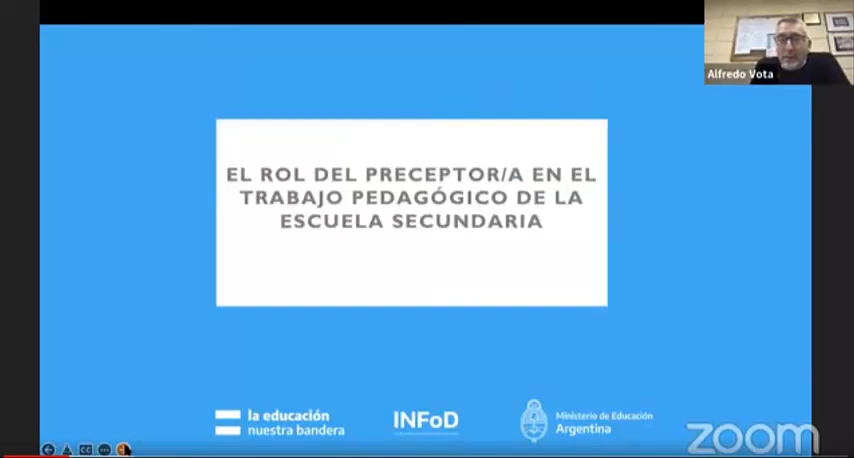 Alfredo Vota
EL ROL DEL PRECEPTOR/A EN EL
TRABAJO PEDAGÓGICO DE LA
ESCUELA SECUNDARIA
la educación
nuestra bandera
INFoD
Ministerio de Educación
Argentina
zoom
CC